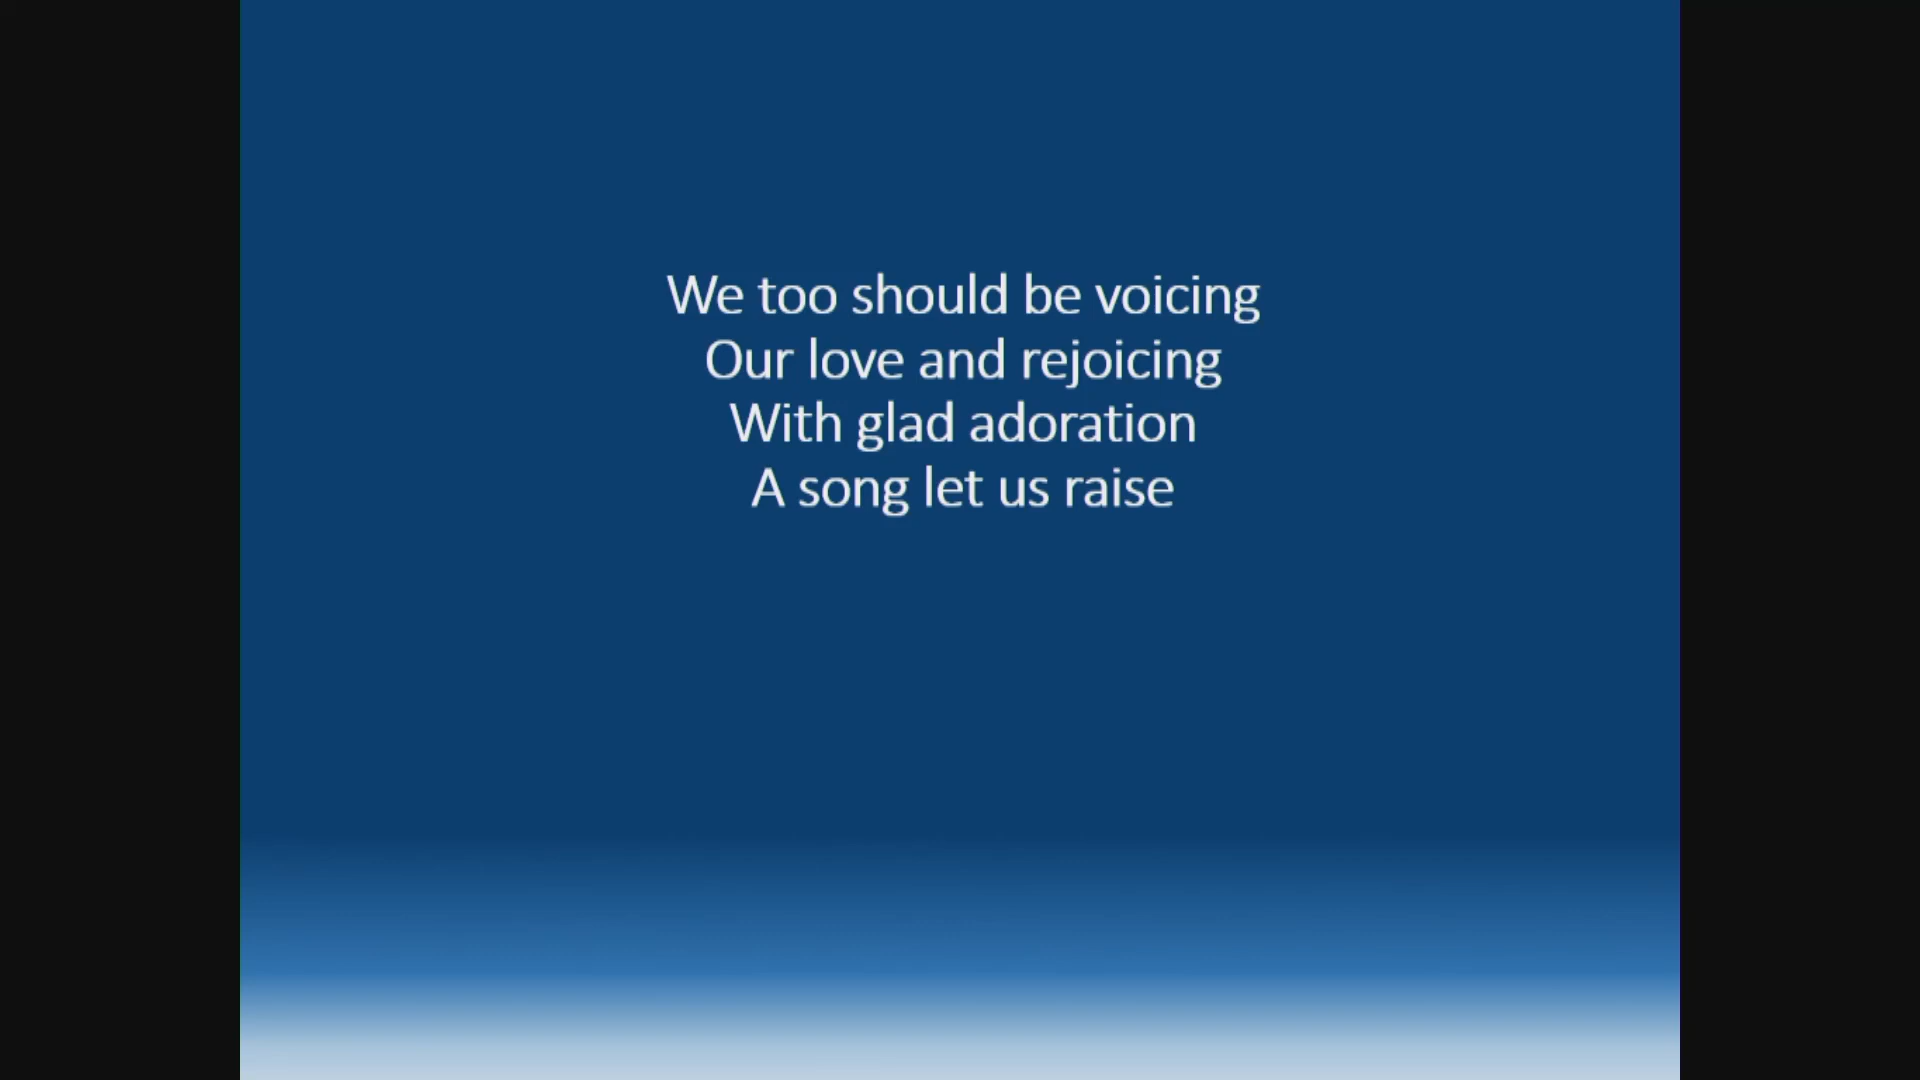 We too should be voicing
Our love and rejoicing
With glad adoration
A song let us raise